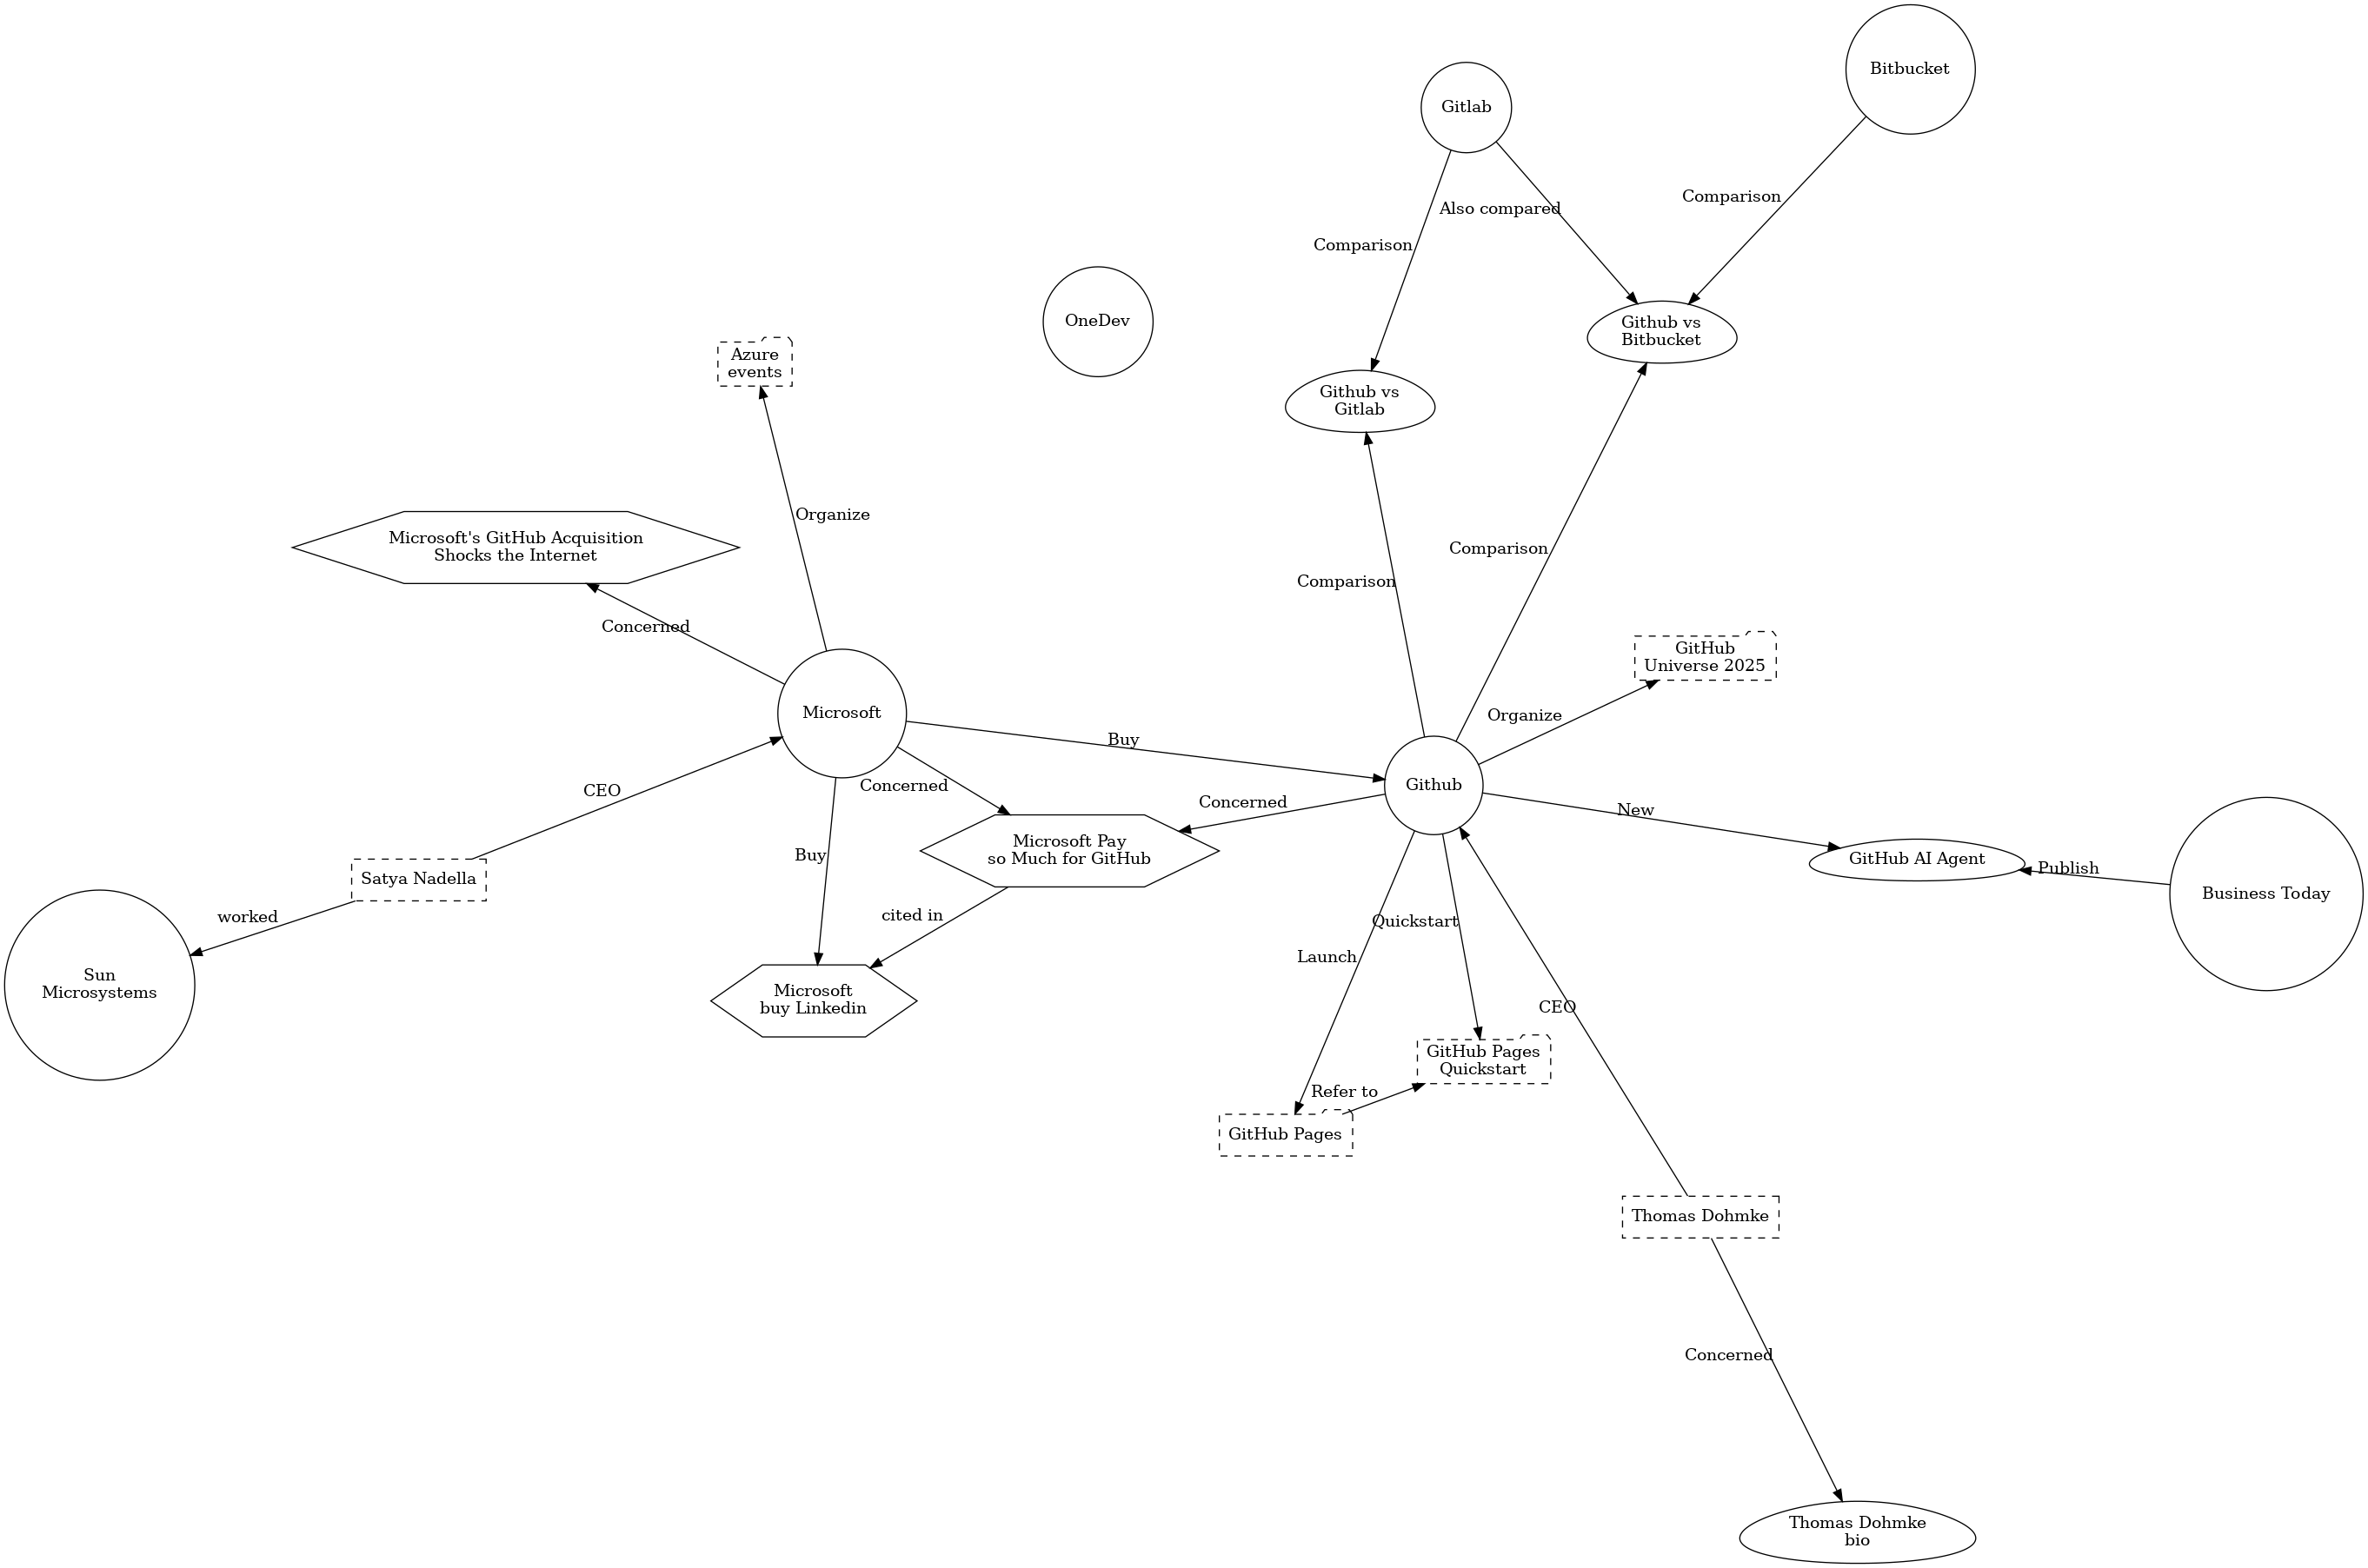 Bitbucket
Gitlab
Comparison
Also compared
Comparison
OneDev
Github vs
Bitbucket
Azure
events
Github vs
Gitlab
Organize
Microsoft's GitHub Acquisition
Shocks the Internet
Comparison
Comparison
Concerned
GitHub
Universe 2025
Microsoft
Organize
Buy
Github
Concerned
CEO
Concerned
New
Microsoft Pay
so Much for GitHub
Buy
GitHub AI Agent
Publish
Business Today
Satya Nadella
worked
cited in
Quickstart
Launch
Sun
Microsystems
Microsoft
buy Linkedin
CEO
GitHub Pages
Quickstart
Refer to
GitHub Pages
Thomas Dohmke
Concerned
Thomas Dohmke
bio